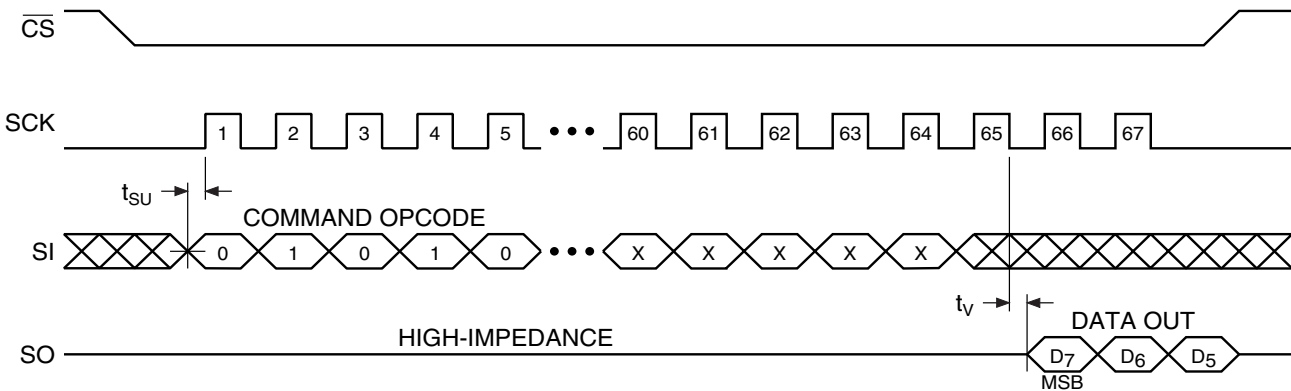 CS
SCK 1 2 3 4 5 ••• 60 61 62 63 64 65 66 67
tSU
COMMAND OPCODE
SI 0 1 0 1 0 ••• X X X X X
tV
HIGH-IMPEDANCE DATA OUT
SO D7 D6 D5
MSB